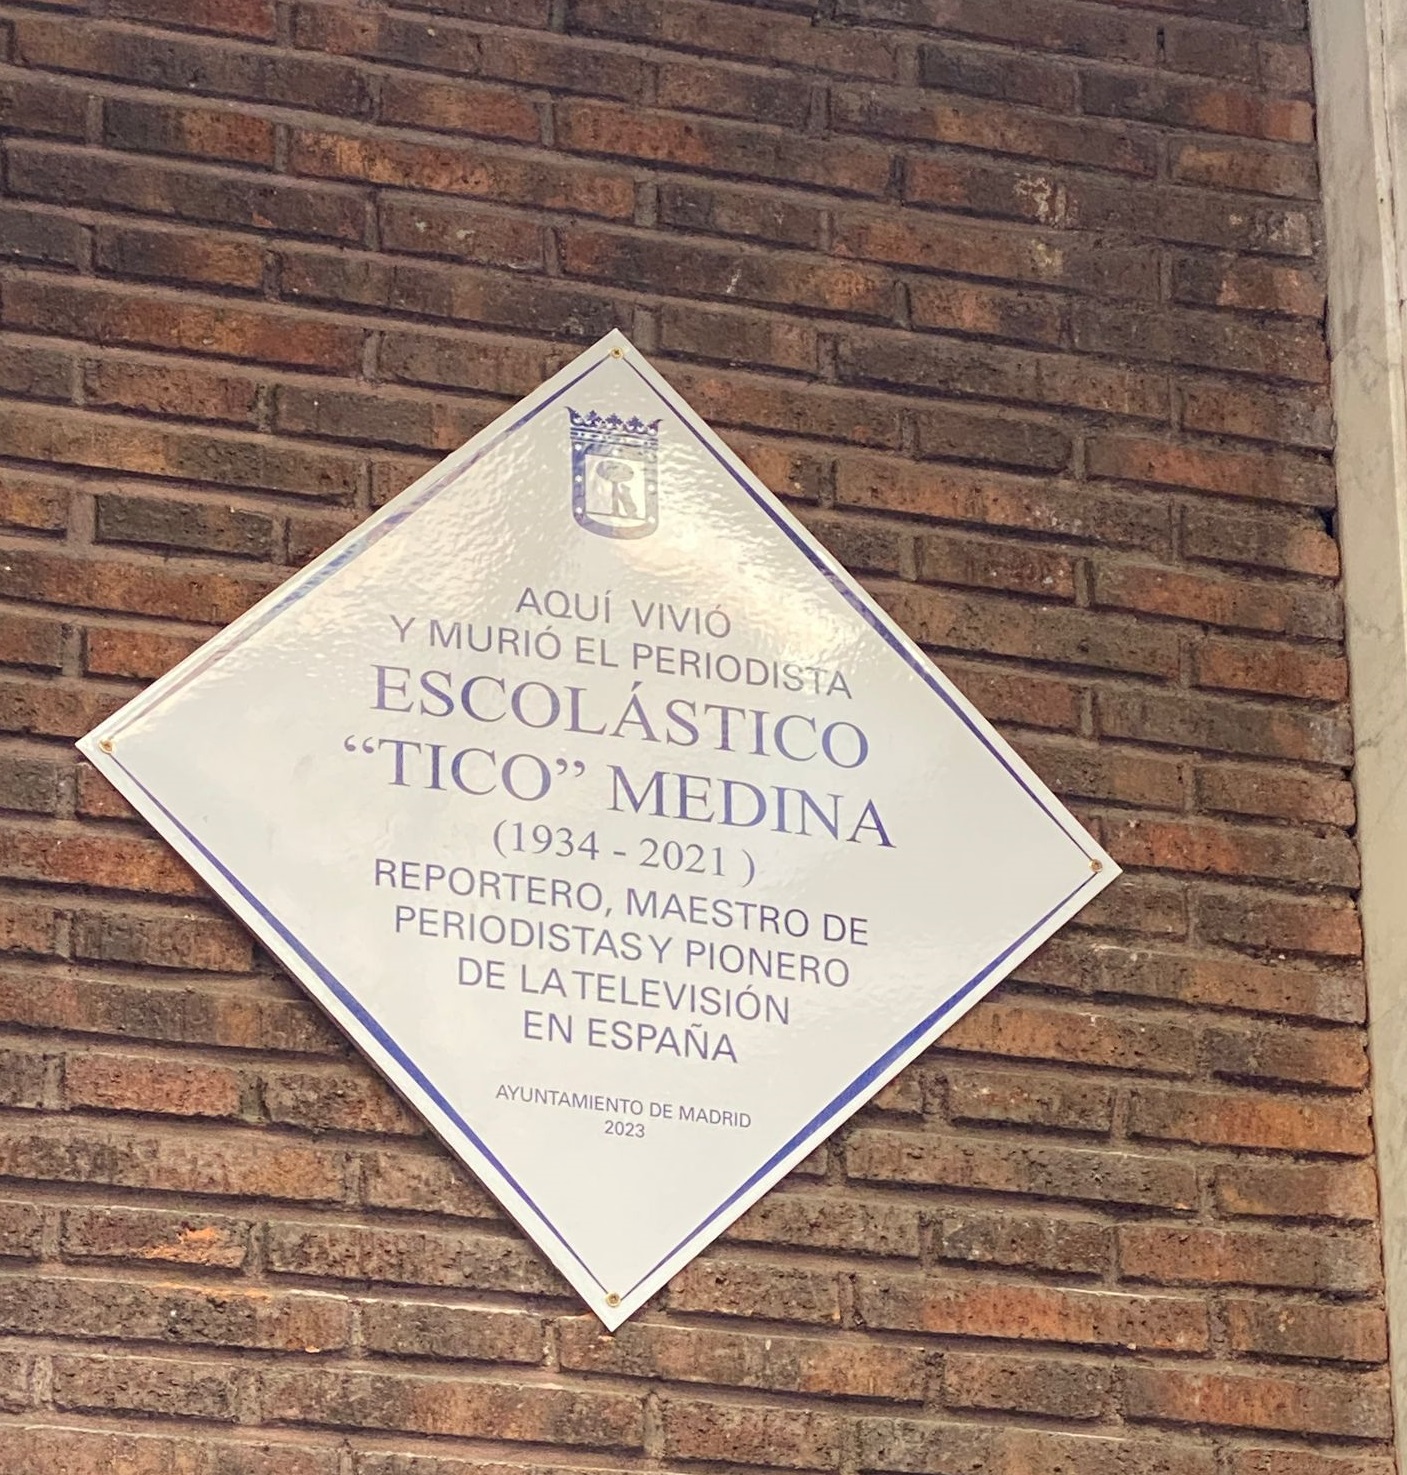 AQUÍ VIVIÓ
Y MURIÓ EL PERIODISTA
ESCOLÁSTICO
“TICO” MEDINA
(1934 - 2021 )
REPORTERO, MAESTRO DE
PERIODISTAS Y PIONERO
DE LA TELEVISIÓN
EN ESPAÑA
AYUNTAMIENTO DE MADRID
2023